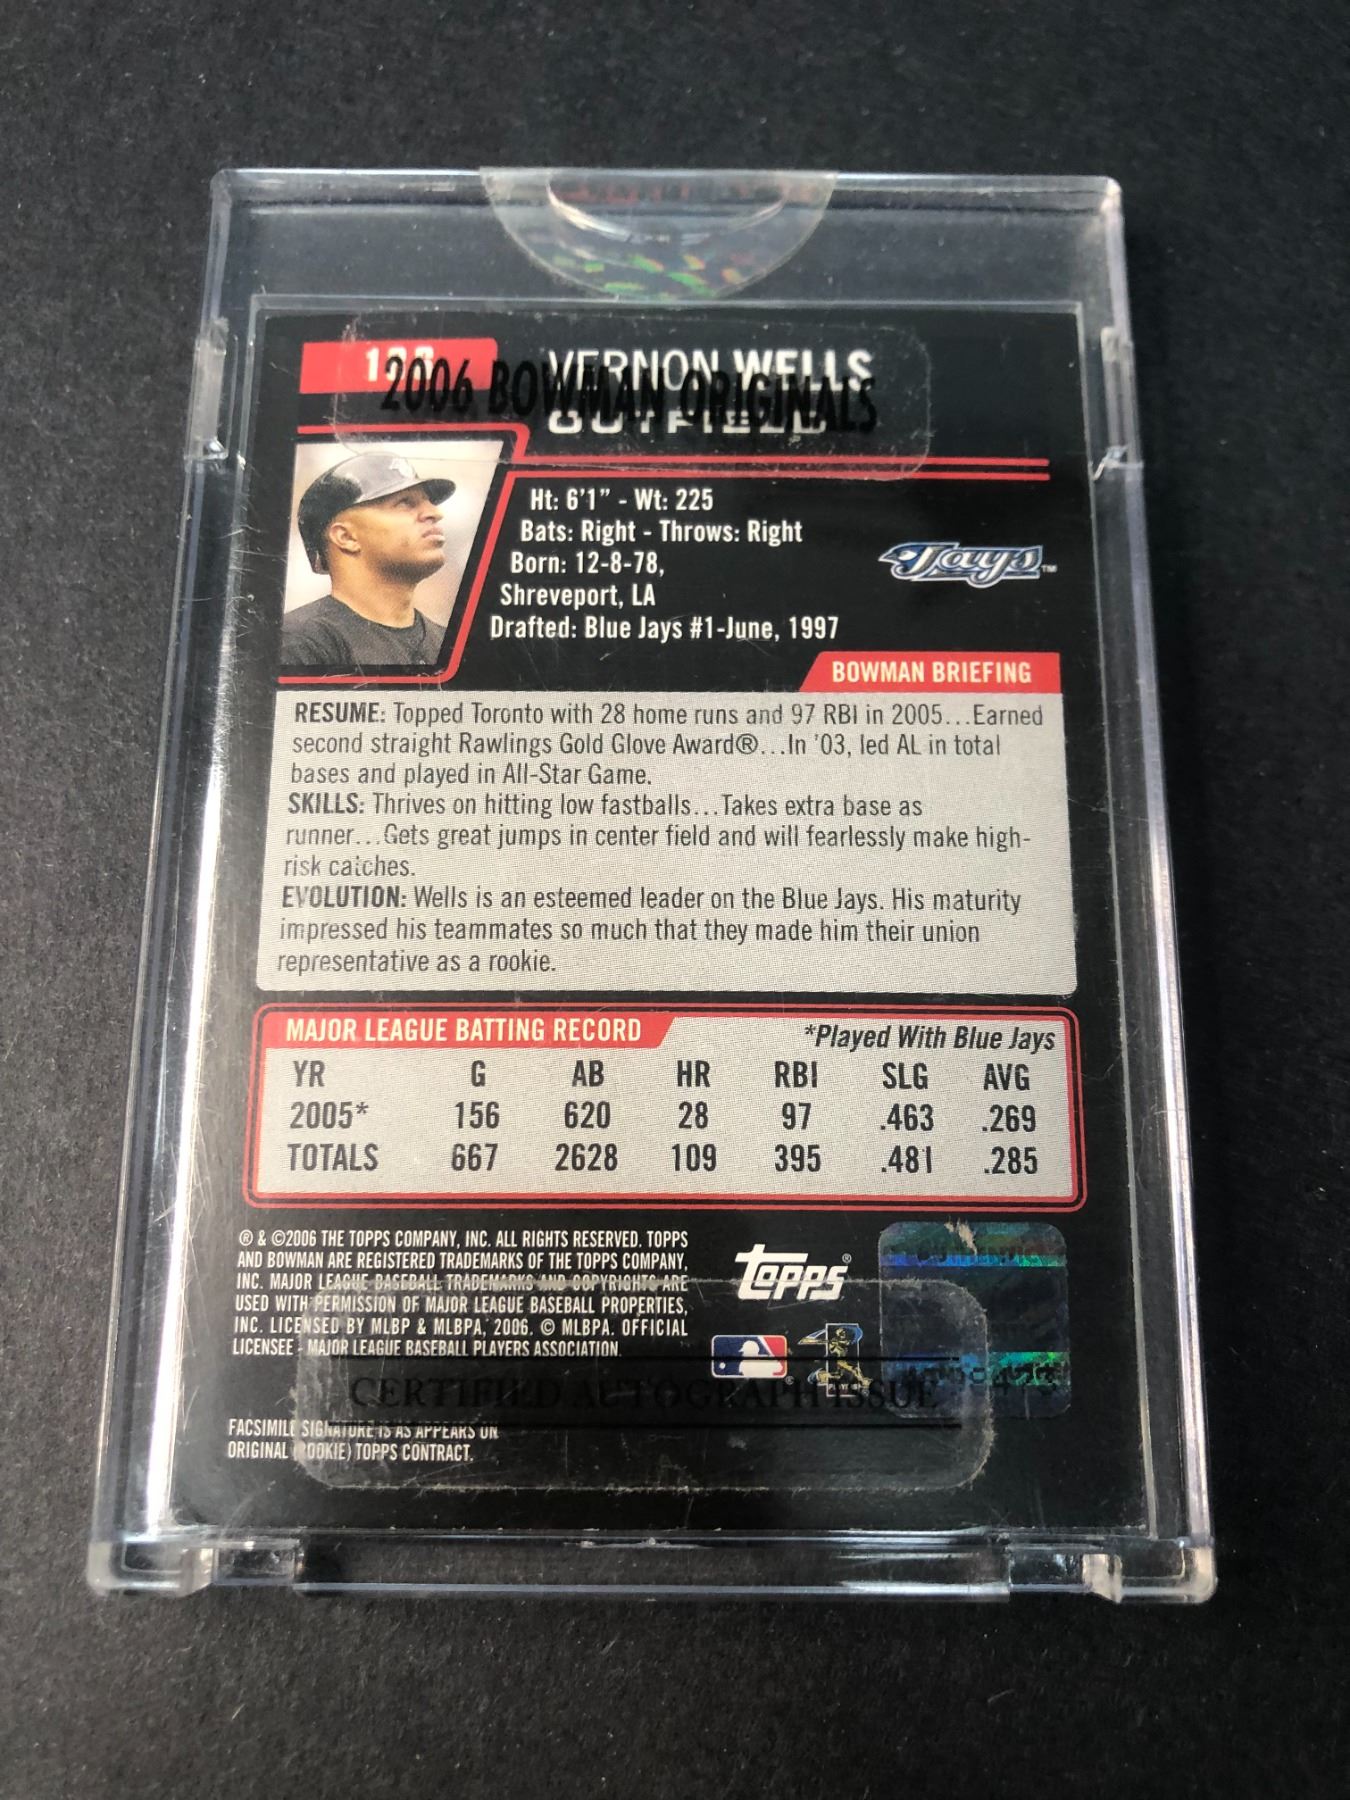 VERNON WELLS
2006 BOWMAN ORIGINALS
OUTFIELD
Ht: 6'1" - Wt: 225
Bats: Right - Throws: Right
Born: 12-8-78,
Shreveport, LA
Drafted: Blue Jays #1-June, 1997
Jays™
BOWMAN BRIEFING
RESUME: Topped Toronto with 28 home runs and 97 RBI in 2005...Earned
second straight Rawlings Gold Glove Award®...In '03, led AL in total
bases and played in All-Star Game.
SKILLS: Thrives on hitting low fastballs...Takes extra base as
runner...Gets great jumps in center field and will fearlessly make high-
risk catches.
EVOLUTION: Wells is an esteemed leader on the Blue Jays. His maturity
impressed his teammates so much that they made him their union
representative as a rookie.
MAJOR LEAGUE BATTING RECORD *Played With Blue Jays
YR G AB HR RBI SLG AVG
2005* 156 620 28 97 .463 .269
TOTALS 667 2628 109 395 .481 .285
® & ©2006 THE TOPPS COMPANY, INC. ALL RIGHTS RESERVED. TOPPS
AND BOWMAN ARE REGISTERED TRADEMARKS OF THE TOPPS COMPANY,
INC. MAJOR LEAGUE BASEBALL TRADEMARKS AND COPYRIGHTS ARE
USED WITH PERMISSION OF MAJOR LEAGUE BASEBALL PROPERTIES,
INC. LICENSED BY MLBP & MLBPA, 2006. © MLBPA. OFFICIAL
LICENSEE - MAJOR LEAGUE BASEBALL PLAYERS ASSOCIATION.
Topps®
CERTIFIED AUTOGRAPH ISSUE
FACSIMILE SIGNATURE IS AS APPEARS ON
ORIGINAL (ROOKIE) TOPPS CONTRACT.